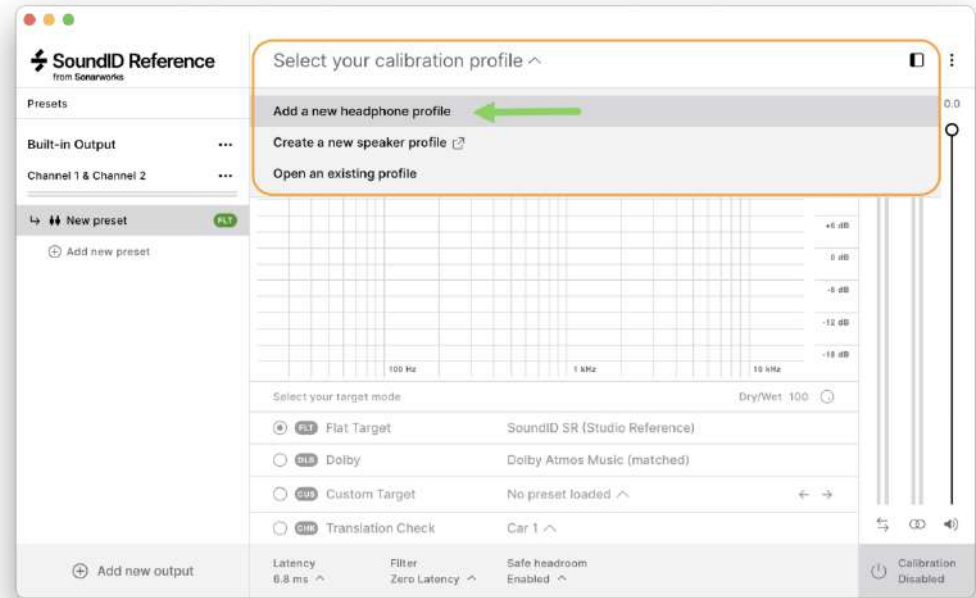 SoundID Reference
from Sonarworks
Presets
Built-in Output
Channel 1 & Channel 2
New preset FLT
Add new preset
Add new output
Select your calibration profile
Add a new headphone profile
Create a new speaker profile
Open an existing profile
0.0
+6 dB
0 dB
-6 dB
-12 dB
-18 dB
100 Hz 1 kHz 10 kHz
Select your target mode Dry/Wet 100
FLT Flat Target SoundID SR (Studio Reference)
DLB Dolby Dolby Atmos Music (matched)
CUS Custom Target No preset loaded
CHK Translation Check Car 1
Latency Filter Safe headroom
6.8 ms Zero Latency Enabled
Calibration
Disabled